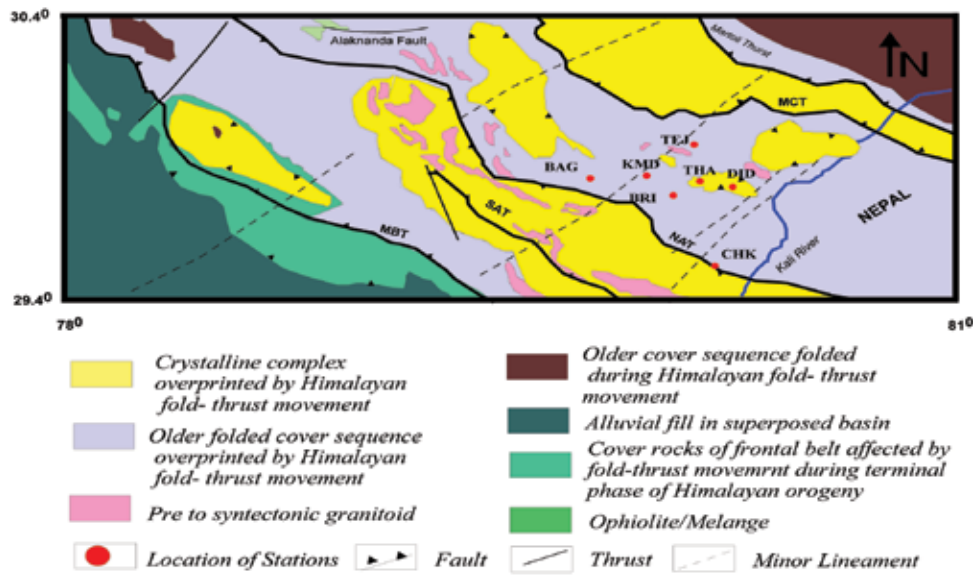 30.4⁰
Alaknanda Fault
Martoli Thurst
N
MCT
TEJ
BAG
KMD
THA
DID
BRI
SAT
NEPAL
MBT
NAT
CHK
Kali River
29.4⁰
78⁰
81⁰
Crystalline complex
overprinted by Himalayan
fold- thrust movement
Older folded cover sequence
overprinted by Himalayan
fold- thrust movement
Pre to syntectonic granitoid
Older cover sequence folded
during Himalayan fold- thrust
movement
Alluvial fill in superposed basin
Cover rocks of frontal belt affected by
fold-thrust movemrnt during terminal
phase of Himalayan orogeny
Ophiolite/Melange
Location of Stations
Fault
Thrust
Minor Lineament